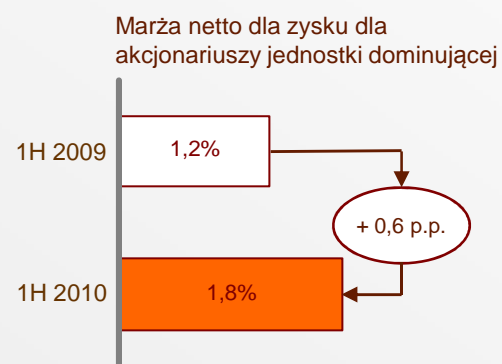 Marża netto dla zysku dla
akcjonariuszy jednostki dominującej
1H 2009
1,2%
+ 0,6 p.p.
1H 2010
1,8%